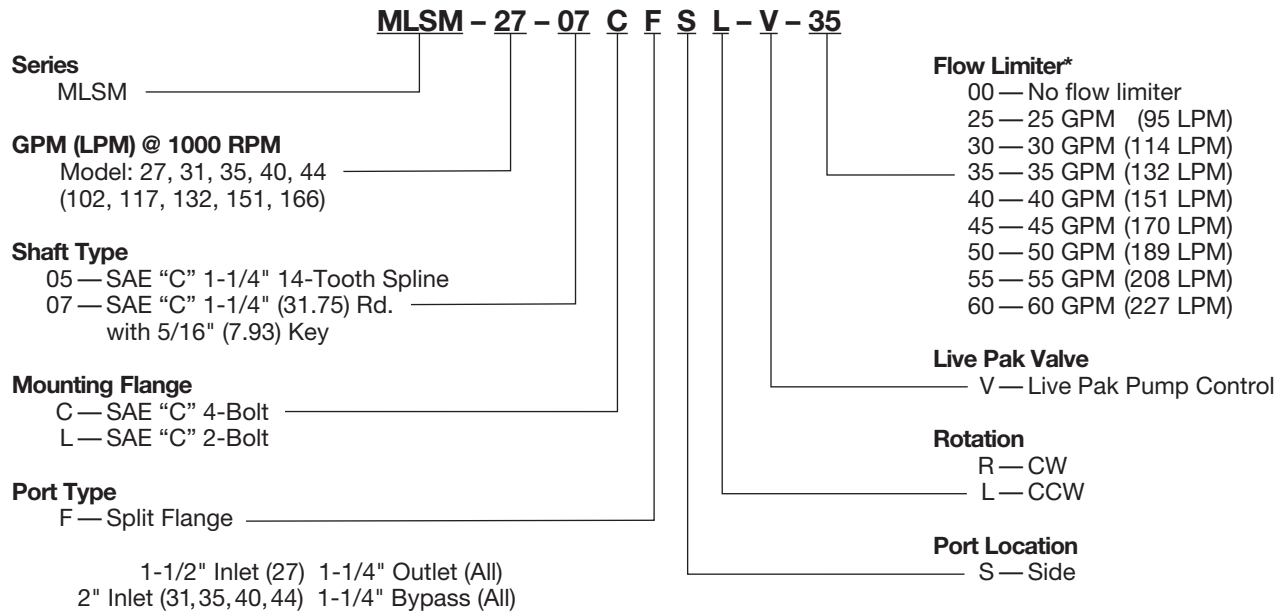 MLSM – 27 – 07 C F S L – V – 35
Series
MLSM
GPM (LPM) @ 1000 RPM
Model: 27, 31, 35, 40, 44
(102, 117, 132, 151, 166)
Shaft Type
05 — SAE “C” 1-1/4" 14-Tooth Spline
07 — SAE “C” 1-1/4" (31.75) Rd.
with 5/16" (7.93) Key
Mounting Flange
C — SAE “C” 4-Bolt
L — SAE “C” 2-Bolt
Port Type
F — Split Flange
1-1/2" Inlet (27) 1-1/4" Outlet (All)
2" Inlet (31,35,40,44) 1-1/4" Bypass (All)
Flow Limiter*
00 — No flow limiter
25 — 25 GPM (95 LPM)
30 — 30 GPM (114 LPM)
35 — 35 GPM (132 LPM)
40 — 40 GPM (151 LPM)
45 — 45 GPM (170 LPM)
50 — 50 GPM (189 LPM)
55 — 55 GPM (208 LPM)
60 — 60 GPM (227 LPM)
Live Pak Valve
V — Live Pak Pump Control
Rotation
R — CW
L — CCW
Port Location
S — Side